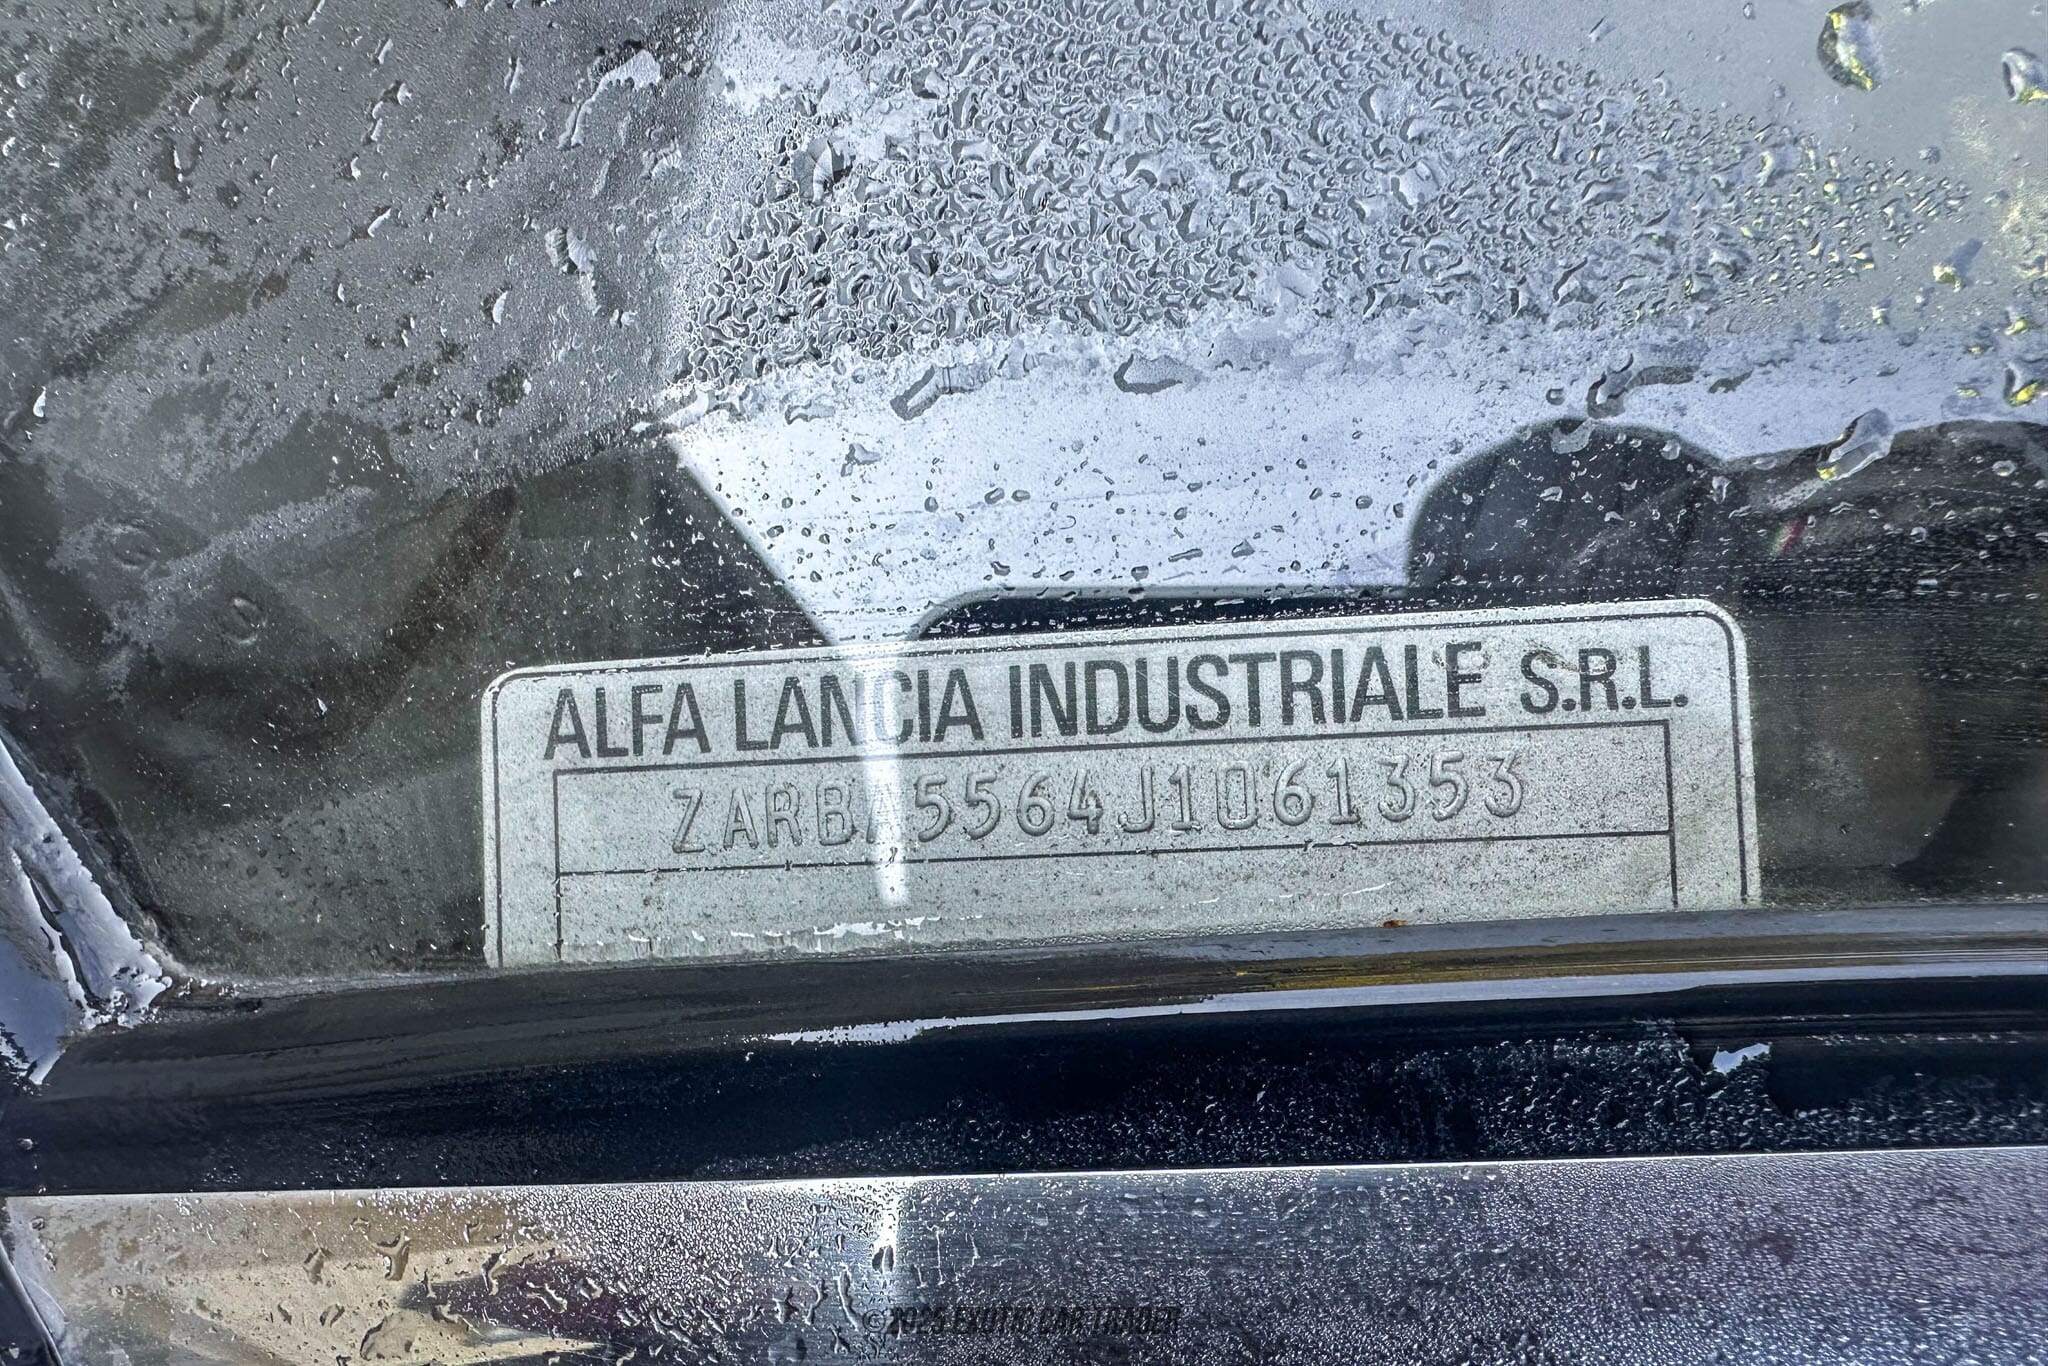 ALFA LANCIA INDUSTRIALE S.R.L.
ZARBA5564J1061353
©2025 EXOTIC CAR TRADER